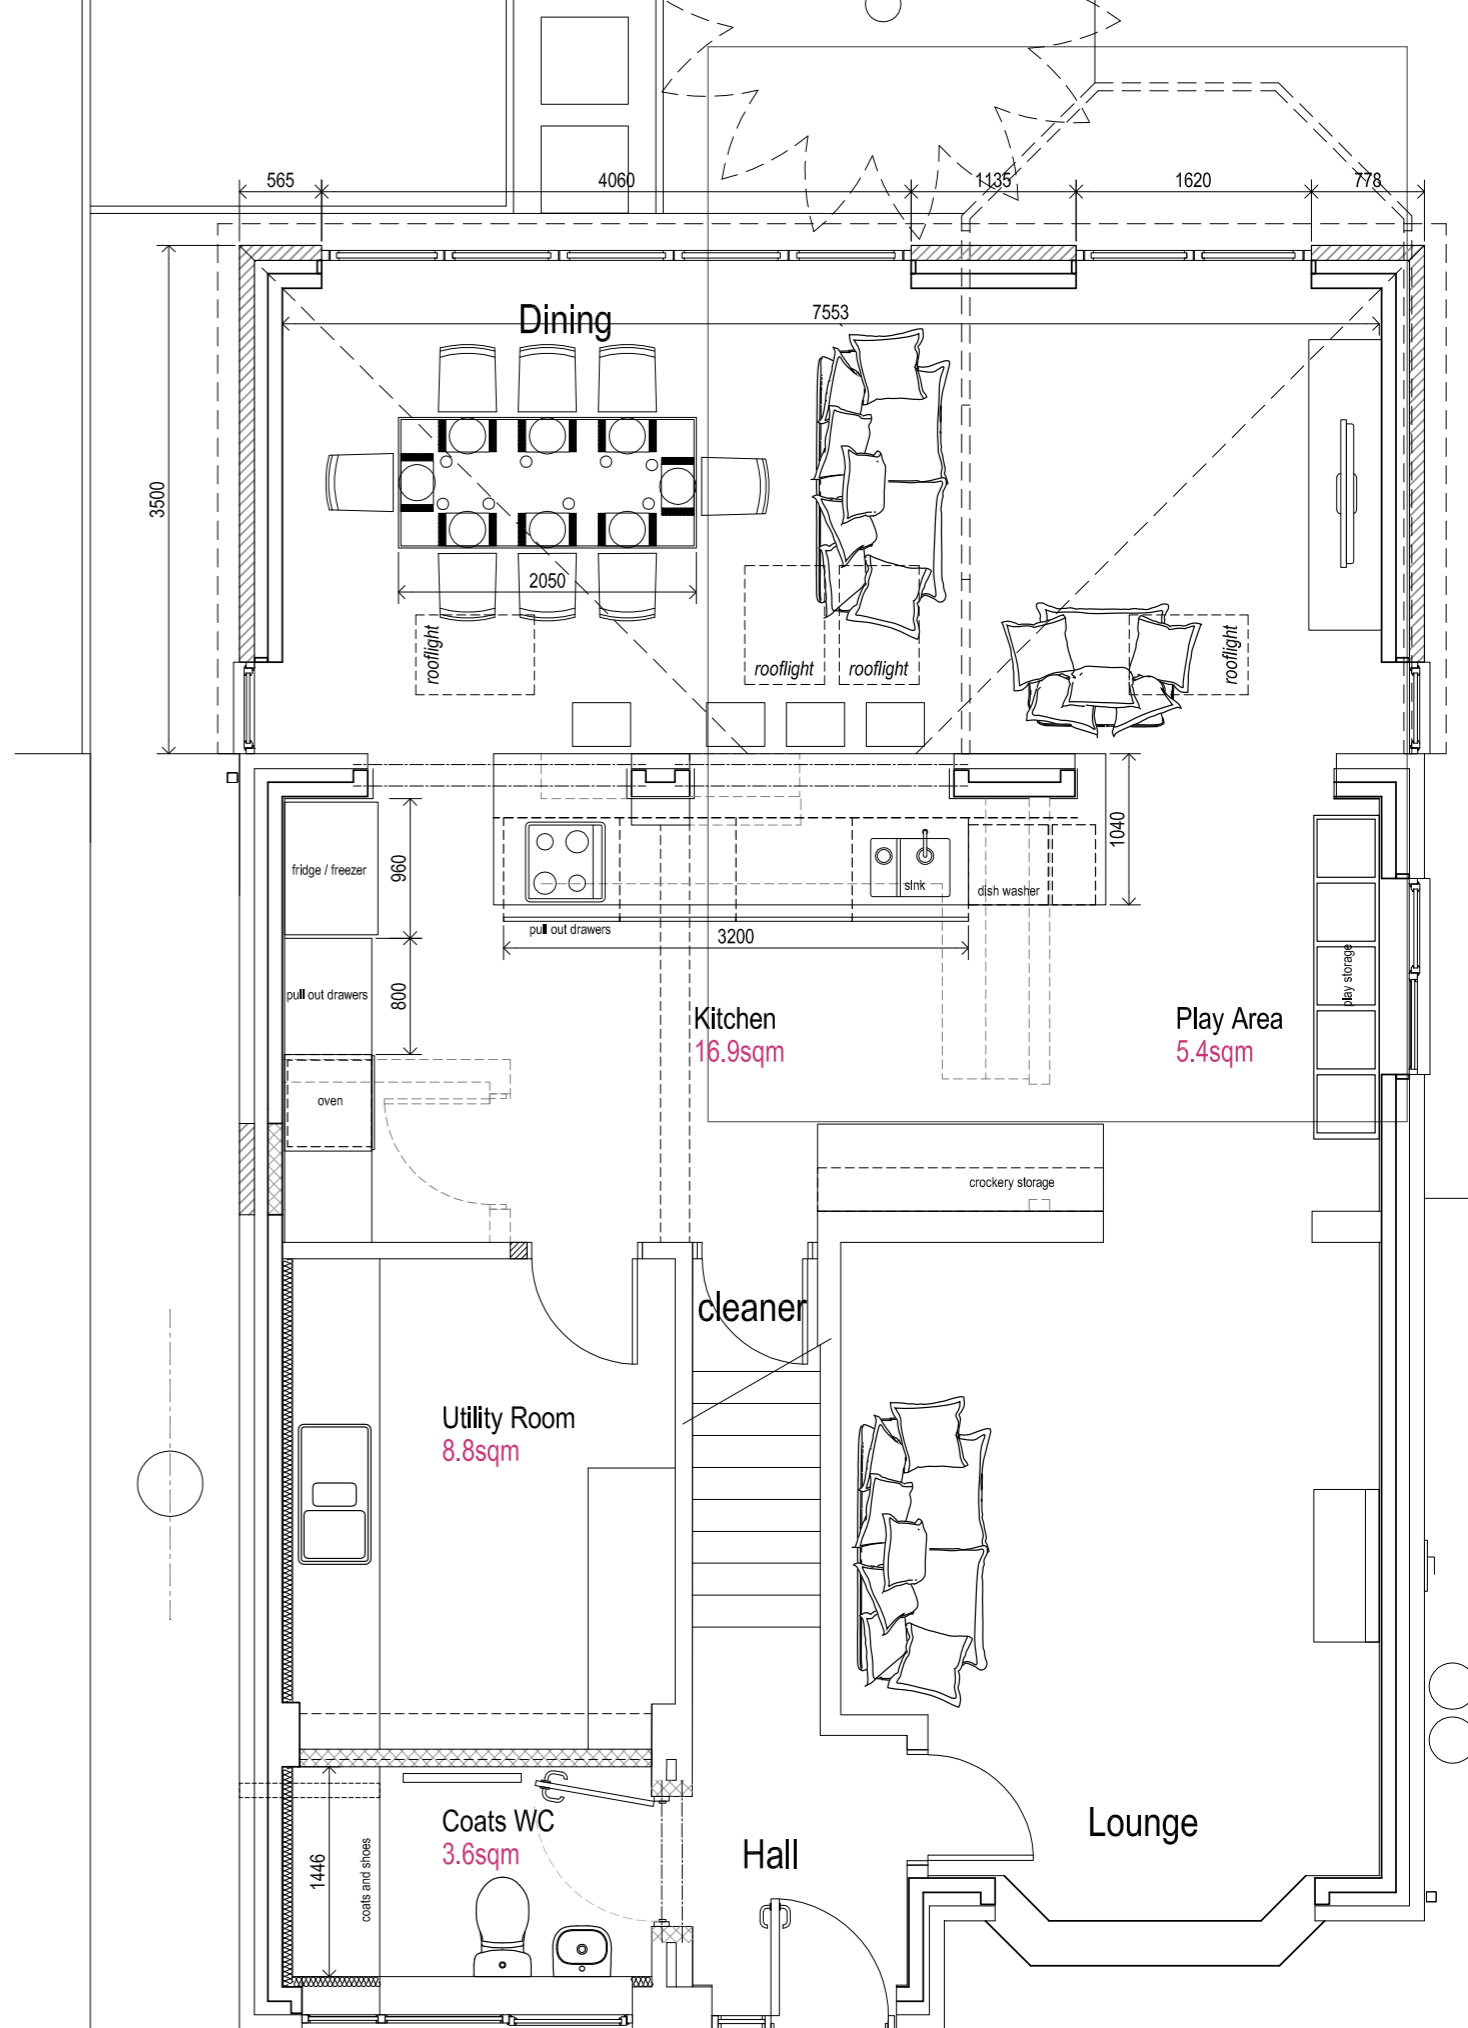 565
4060
1135
1620
778
Dining
7553
3500
2050
rooflight
rooflight
rooflight
rooflight
fridge / freezer
960
sink
dish washer
1040
pull out drawers
3200
pull out drawers
800
play storage
Kitchen
16.9sqm
Play Area
5.4sqm
oven
crockery storage
cleaner
Utility Room
8.8sqm
Coats WC
3.6sqm
1446
coats and shoes
Hall
Lounge